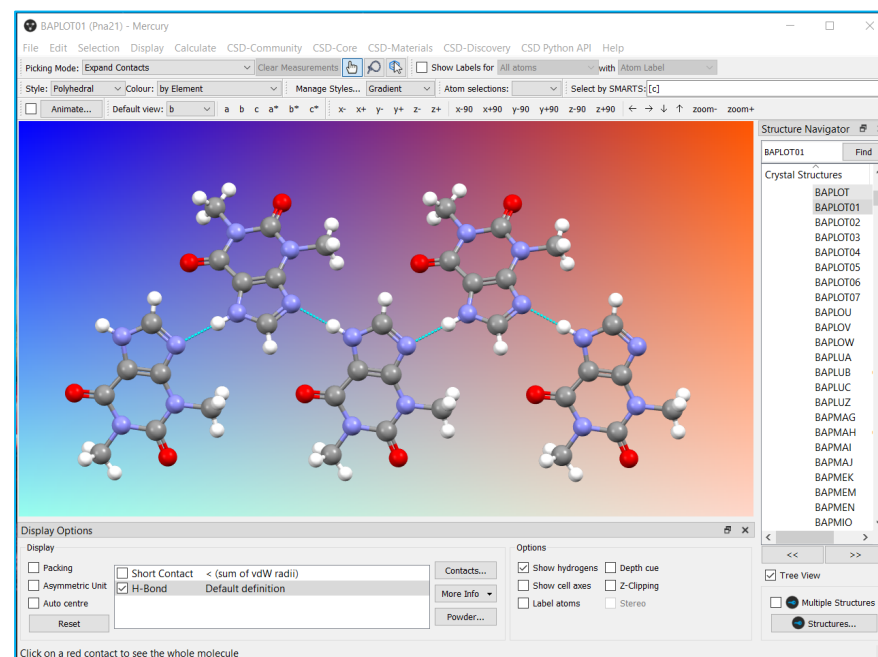 BAPLOT01 (Pna21) - Mercury
File Edit Selection Display Calculate CSD-Community CSD-Core CSD-Materials CSD-Discovery CSD Python API Help
Picking Mode: Expand Contacts Clear Measurements Show Labels for All atoms with Atom Label
Style: Polyhedral Colour: by Element Manage Styles... Gradient Atom selections: Select by SMARTS: [c]
Animate... Default view: b a b c a* b* c* x- x+ y- y+ z- z+ x-90 x+90 y-90 y+90 z-90 z+90 ← → ↓ ↑ zoom- zoom+
Structure Navigator
BAPLOT01 Find
Crystal Structures
BAPLOT
BAPLOT01
BAPLOT02
BAPLOT03
BAPLOT04
BAPLOT05
BAPLOT06
BAPLOT07
BAPLOU
BAPLOV
BAPLOW
BAPLUA
BAPLUB
BAPLUC
BAPLUZ
BAPMAG
BAPMAH
BAPMAI
BAPMAJ
BAPMEK
BAPMEM
BAPMEN
BAPMIO
<< >>
Tree View
Multiple Structures
Structures...
Display Options
Display
Packing
Asymmetric Unit
Auto centre
Reset
Short Contact < (sum of vdW radii)
H-Bond Default definition
Contacts...
More Info
Powder...
Options
Show hydrogens Depth cue
Show cell axes Z-Clipping
Label atoms Stereo
Click on a red contact to see the whole molecule